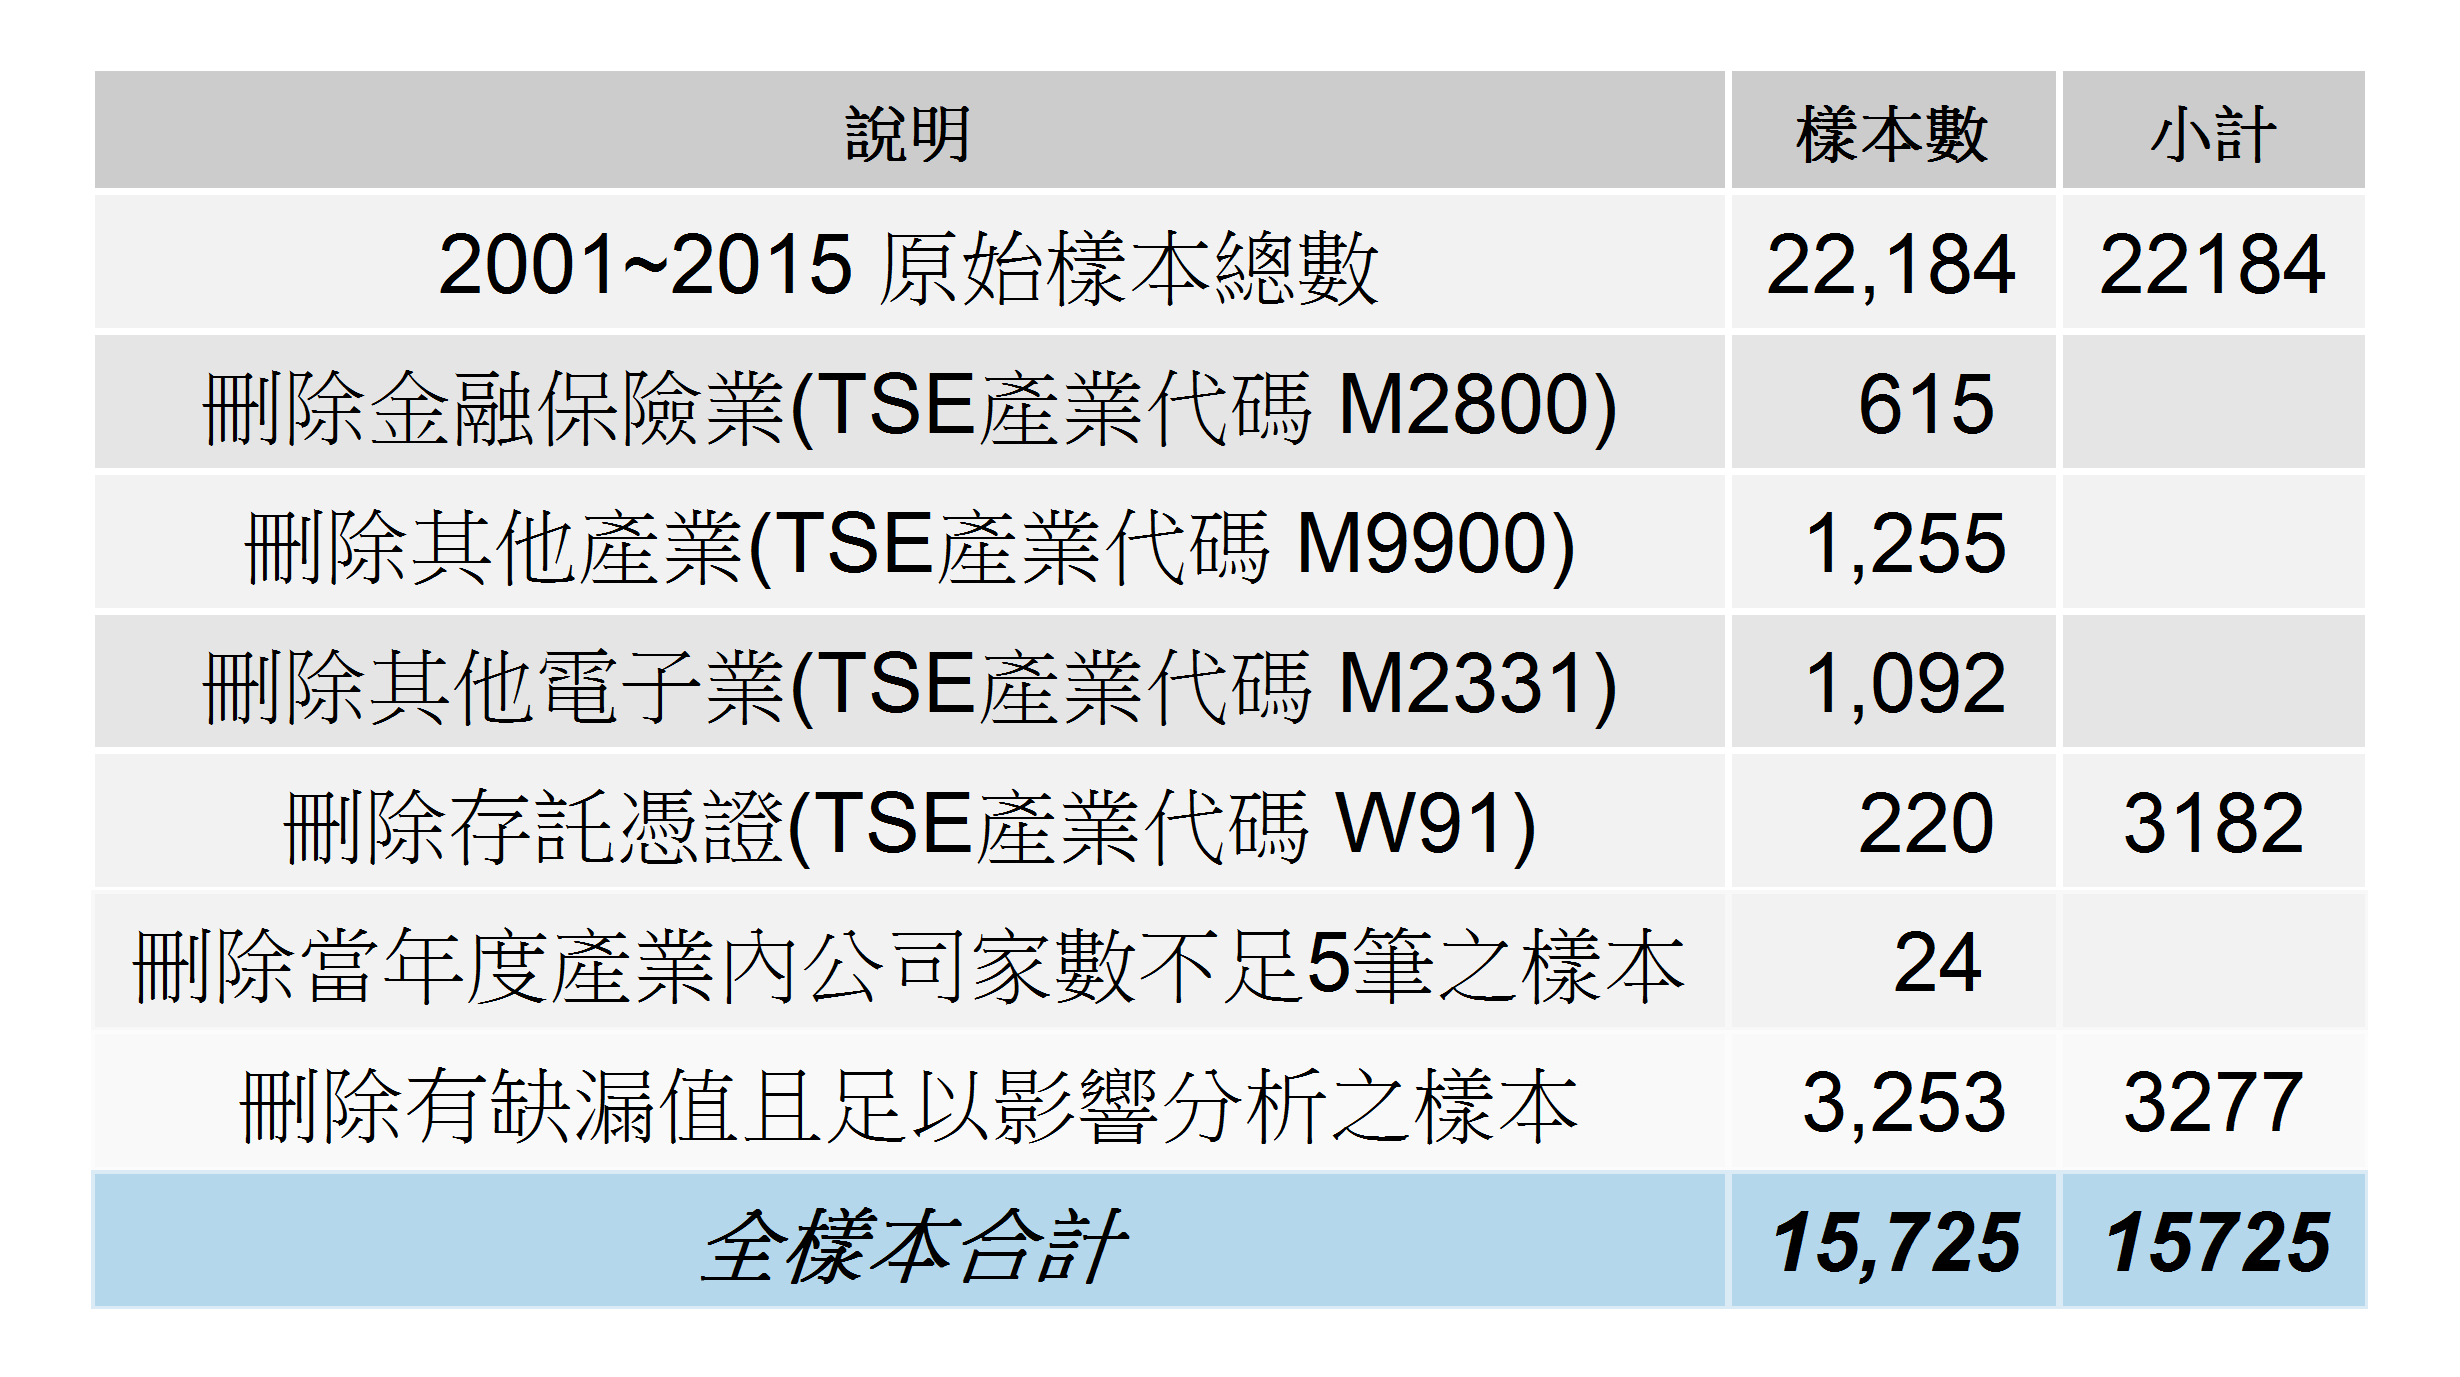 說明 樣本數 小計
2001~2015 原始樣本總數 22,184 22184
刪除金融保險業(TSE產業代碼 M2800) 615
刪除其他產業(TSE產業代碼 M9900) 1,255
刪除其他電子業(TSE產業代碼 M2331) 1,092
刪除存託憑證(TSE產業代碼 W91) 220 3182
刪除當年度產業內公司家數不足5筆之樣本 24
刪除有缺漏值且足以影響分析之樣本 3,253 3277
全樣本合計 15,725 15725